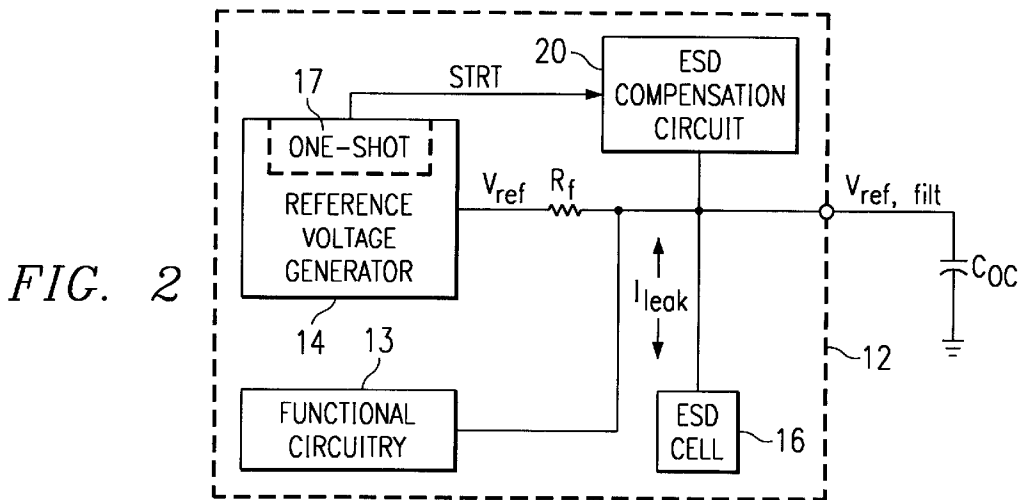 20
ESD
COMPENSATION
CIRCUIT
STRT
17
ONE-SHOT
REFERENCE
VOLTAGE
GENERATOR
14
Vref
Rf
Vref, filt
COC
Ileak
FIG. 2
13
FUNCTIONAL
CIRCUITRY
ESD
CELL
16
12